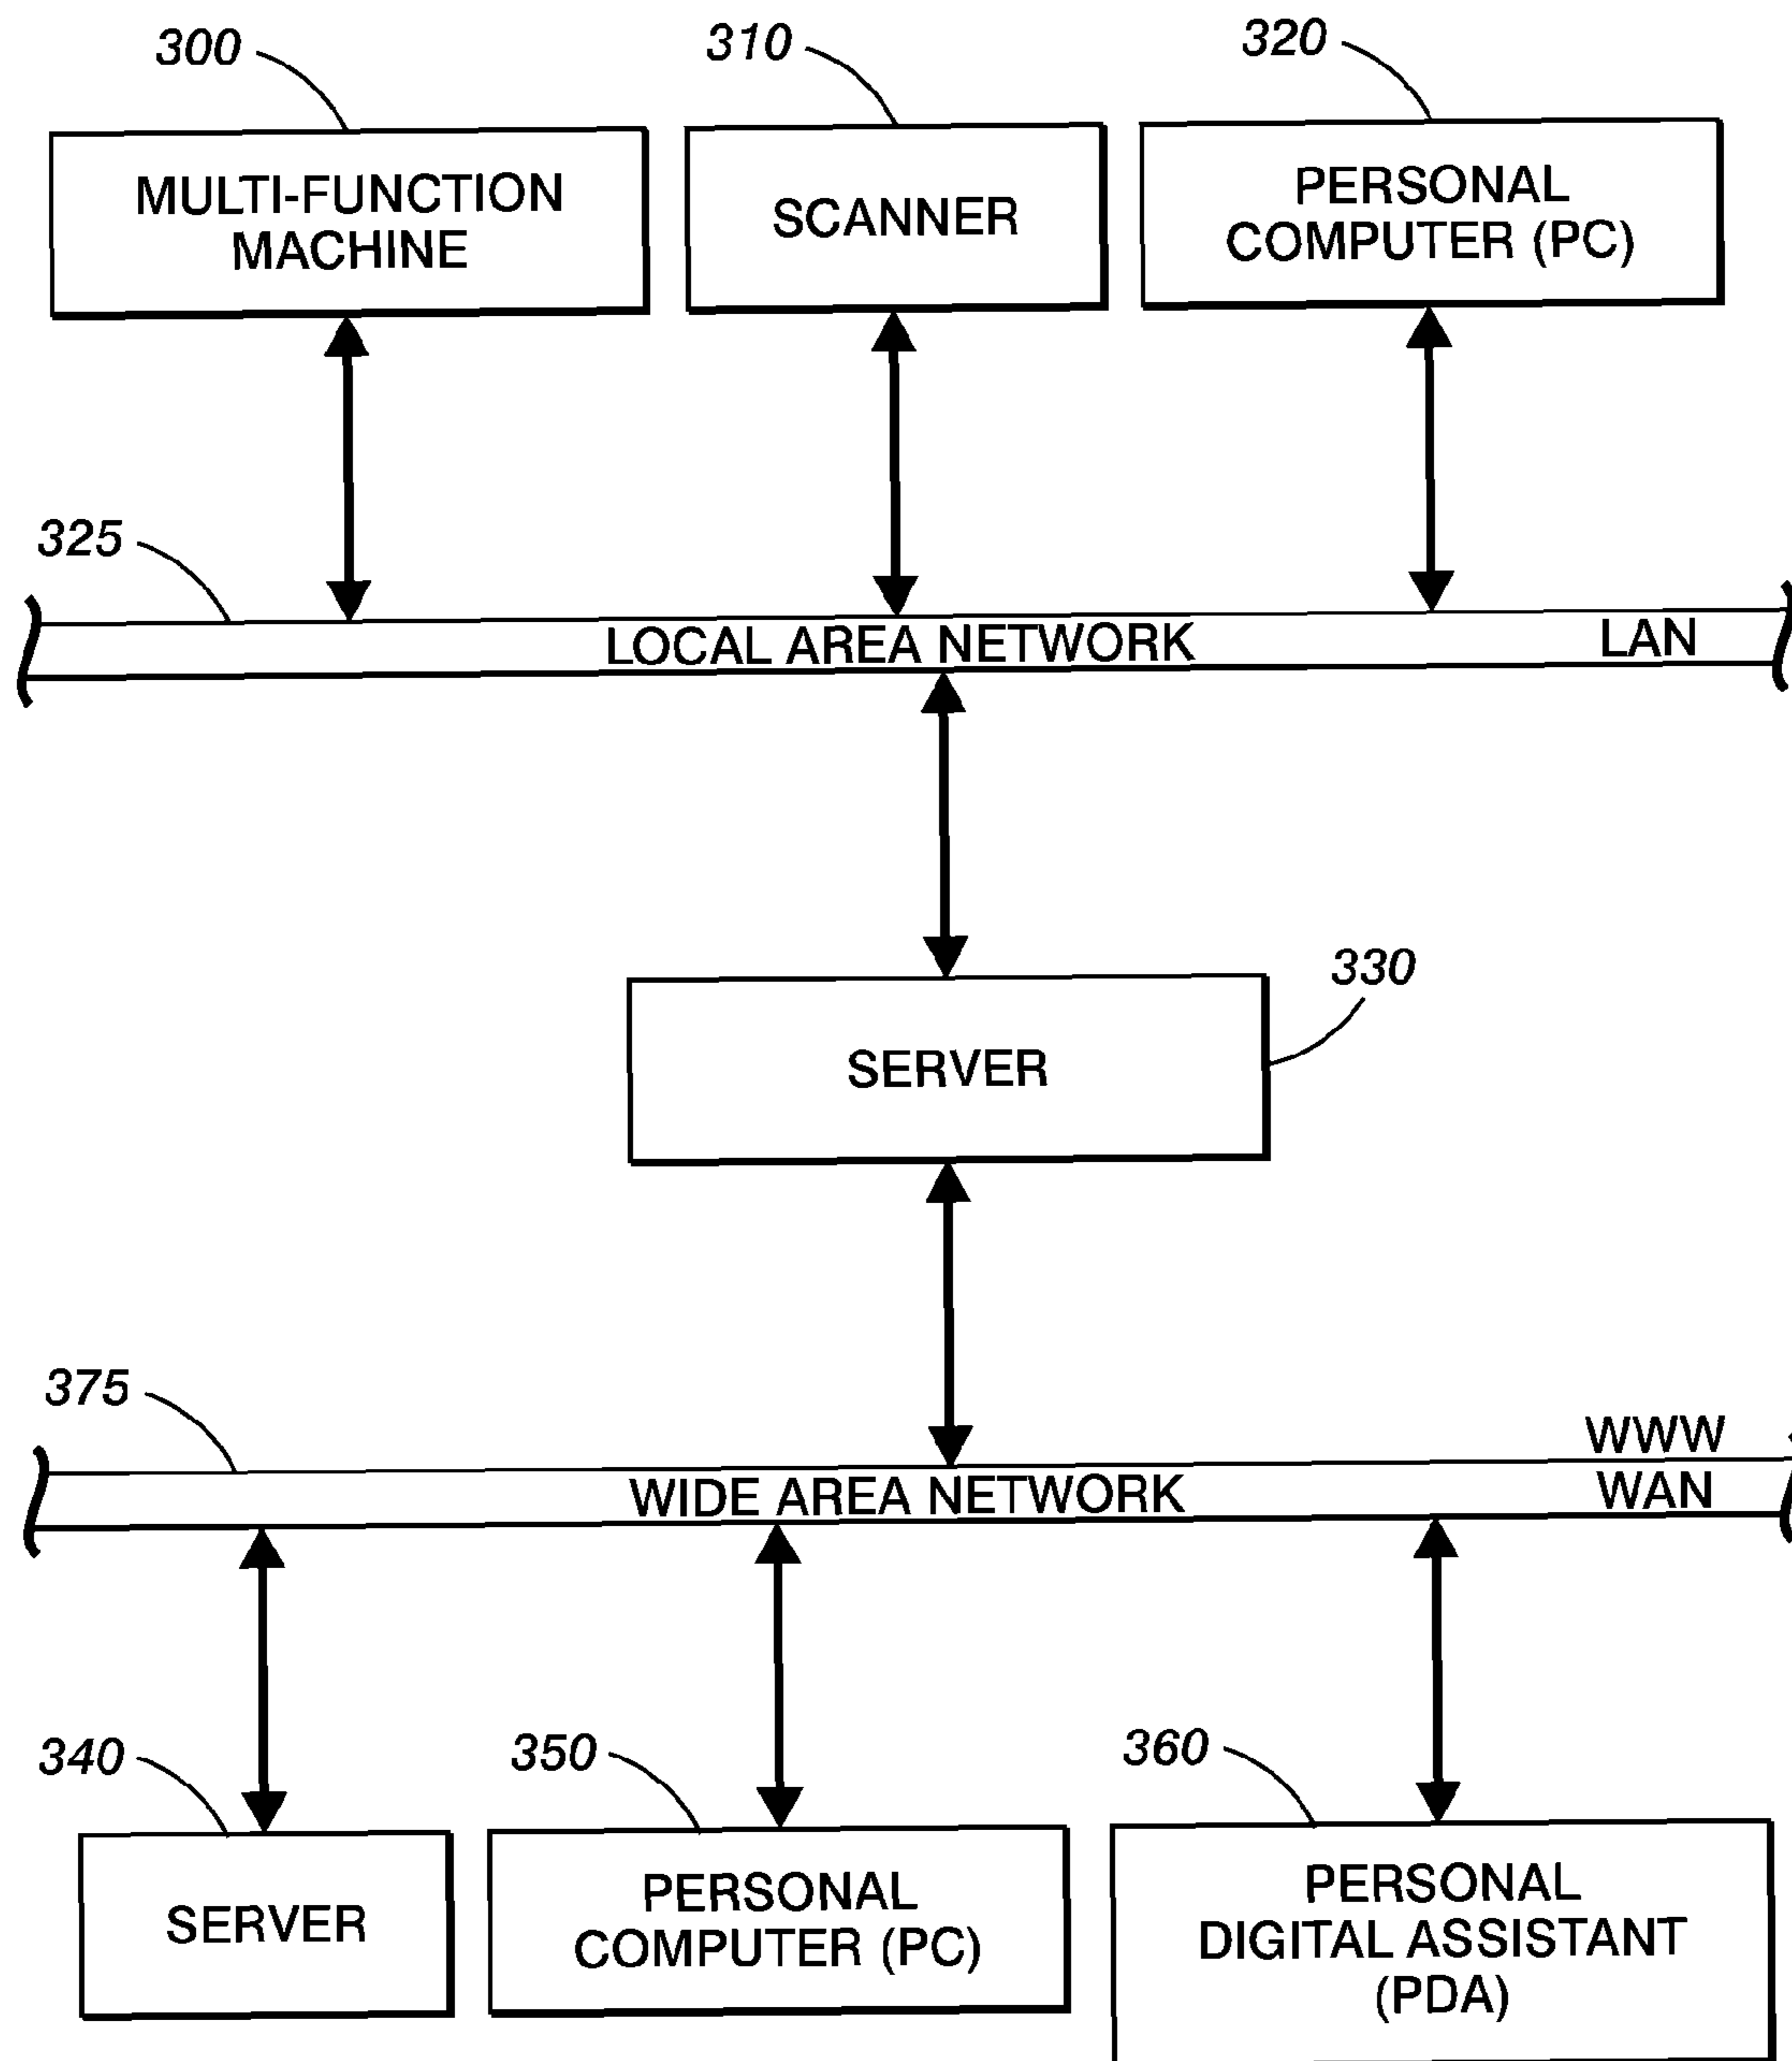 300
310
320
MULTI-FUNCTION
MACHINE
SCANNER
PERSONAL
COMPUTER (PC)
325
LOCAL AREA NETWORK
LAN
330
SERVER
375
WWW
WIDE AREA NETWORK
WAN
340
350
360
SERVER
PERSONAL
COMPUTER (PC)
PERSONAL
DIGITAL ASSISTANT
(PDA)